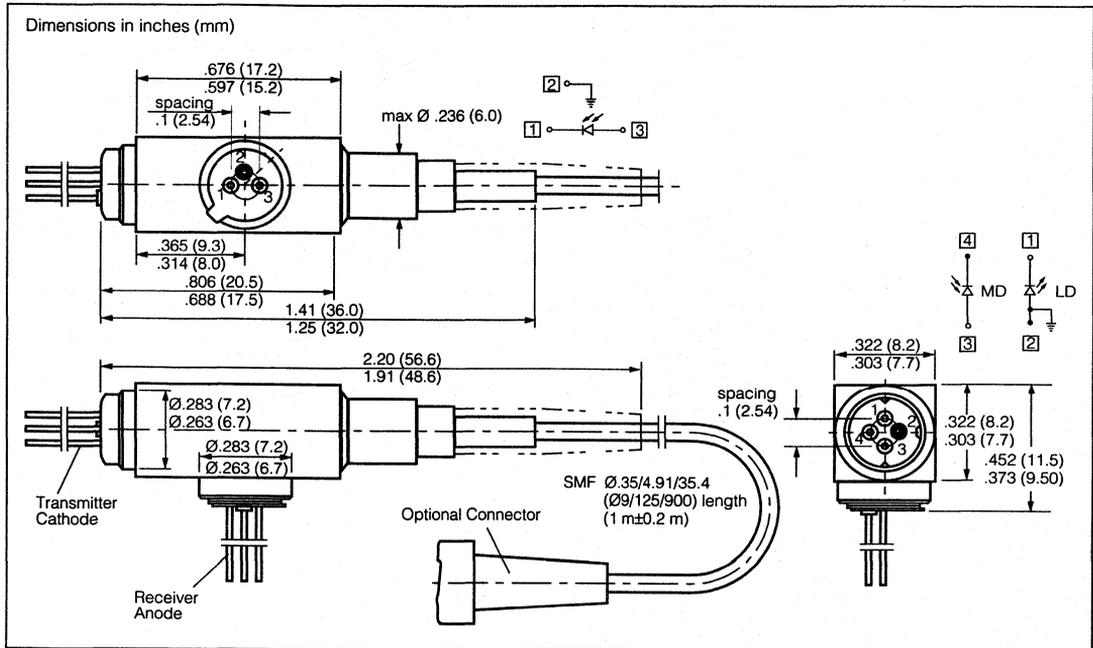 Dimensions in inches (mm)
.676 (17.2)
.597 (15.2)
spacing
.1 (2.54)
max Ø .236 (6.0)
2
1
3
2
1
3
.365 (9.3)
.314 (8.0)
.806 (20.5)
.688 (17.5)
1.41 (36.0)
1.25 (32.0)
4
1
MD
LD
3
2
2.20 (56.6)
1.91 (48.6)
.322 (8.2)
.303 (7.7)
Ø.283 (7.2)
Ø.263 (6.7)
Ø.283 (7.2)
Ø.263 (6.7)
spacing
.1 (2.54)
1
2
4
3
.322 (8.2)
.303 (7.7)
.452 (11.5)
.373 (9.50)
Transmitter
Cathode
SMF Ø.35/4.91/35.4
(Ø9/125/900) length
(1 m±0.2 m)
Optional Connector
Receiver
Anode